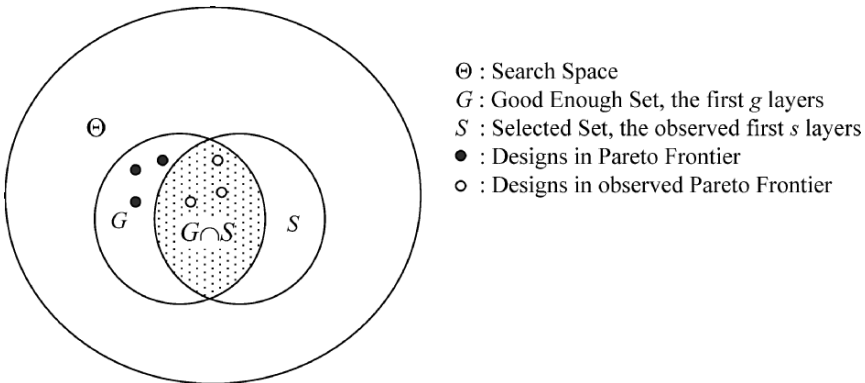 Θ
G
G∩S
S
Θ : Search Space
G : Good Enough Set, the first g layers
S : Selected Set, the observed first s layers
● : Designs in Pareto Frontier
○ : Designs in observed Pareto Frontier